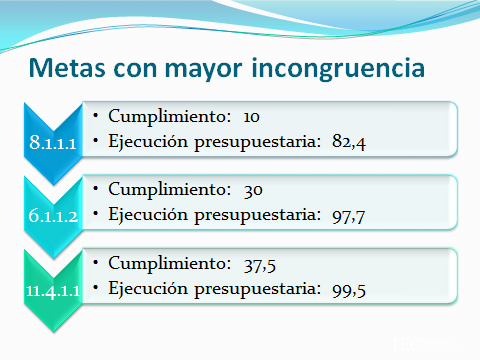 Metas con mayor incongruencia
8.1.1.1
• Cumplimiento: 10
• Ejecución presupuestaria: 82,4
6.1.1.2
• Cumplimiento: 30
• Ejecución presupuestaria: 97,7
11.4.1.1
• Cumplimiento: 37,5
• Ejecución presupuestaria: 99,5